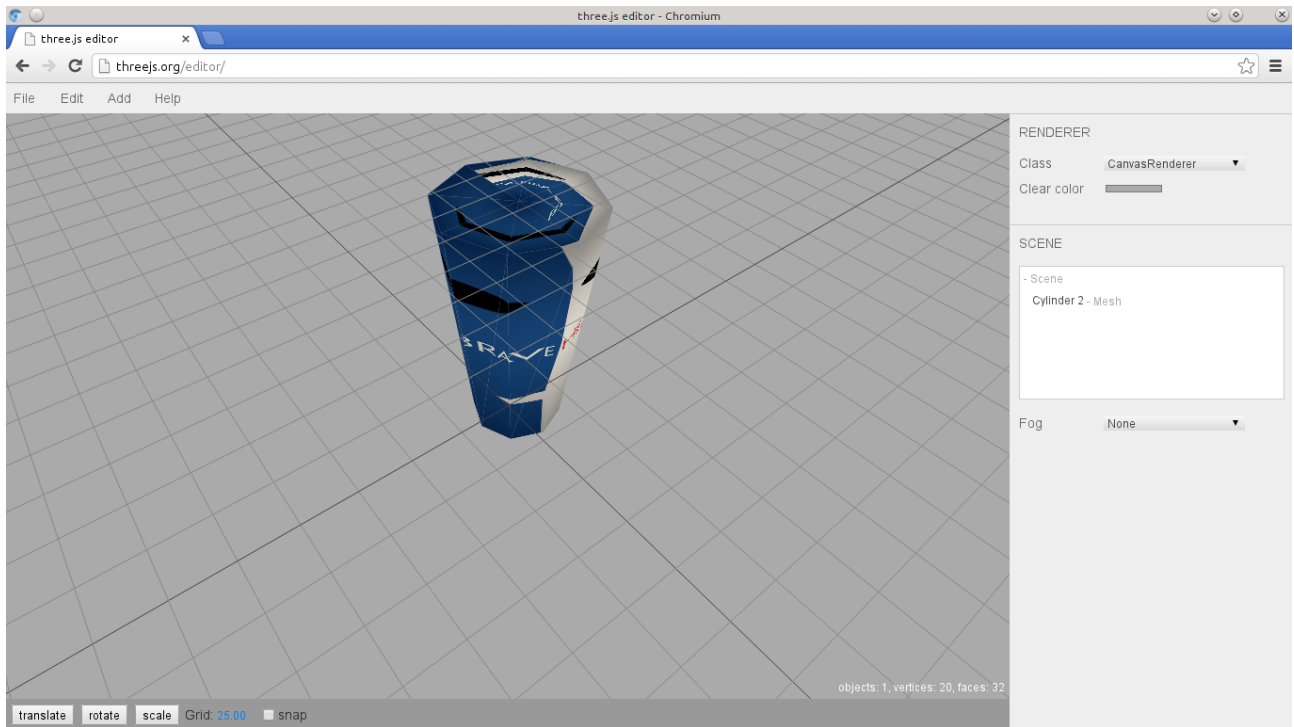 three.js editor - Chromium
three.js editor
threejs.org/editor/
File Edit Add Help
RENDERER
Class CanvasRenderer
Clear color
SCENE
- Scene
Cylinder 2 - Mesh
Fog None
BRAVE
objects: 1, vertices: 20, faces: 32
translate rotate scale Grid: 25.00 snap